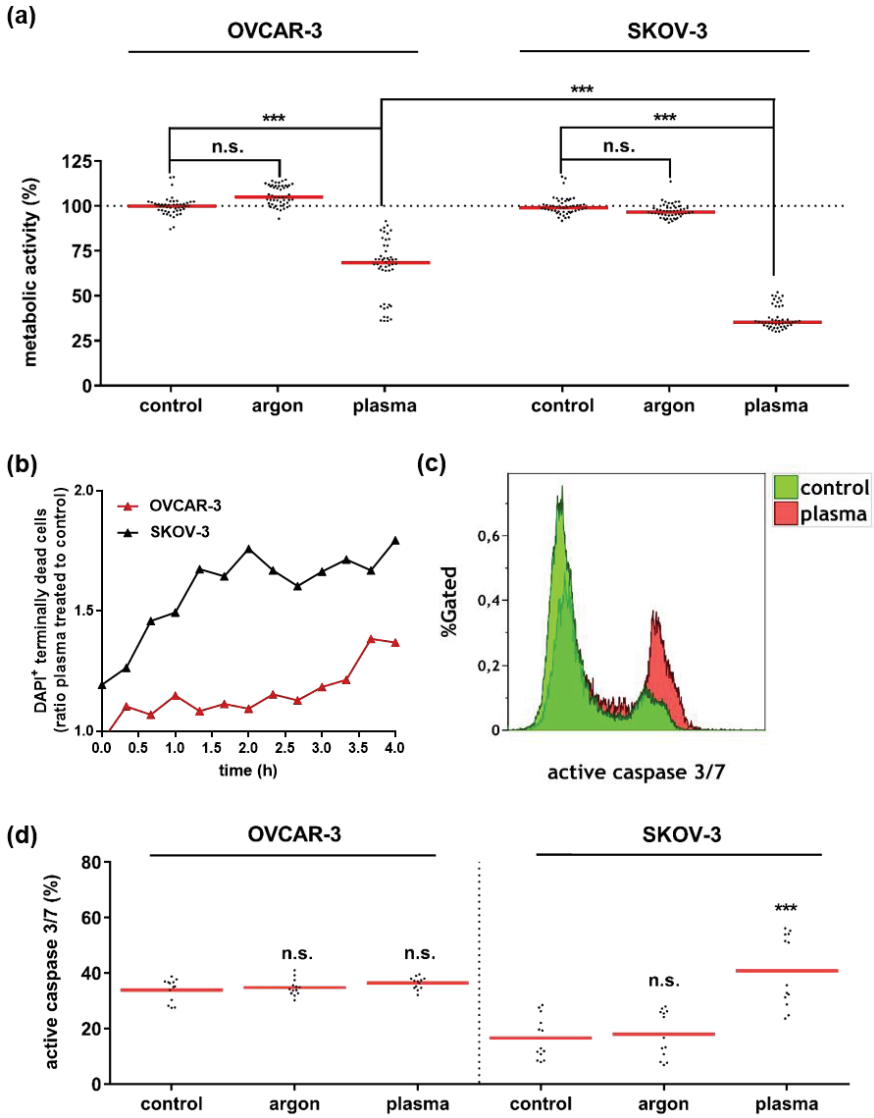 (a)
OVCAR-3 SKOV-3
***
*** ***
n.s. n.s.
metabolic activity (%)
125
100
75
50
25
0
control argon plasma control argon plasma
(b)
DAPI+ terminally dead cells
(ratio plasma treated to control)
2.0
1.5
1.0
OVCAR-3
SKOV-3
0.0 0.5 1.0 1.5 2.0 2.5 3.0 3.5 4.0
time (h)
(c)
%Gated
0,6
0,4
0,2
0
control
plasma
active caspase 3/7
(d)
OVCAR-3 SKOV-3
active caspase 3/7 (%)
80
60
40
20
0
n.s. n.s. n.s. ***
control argon plasma control argon plasma